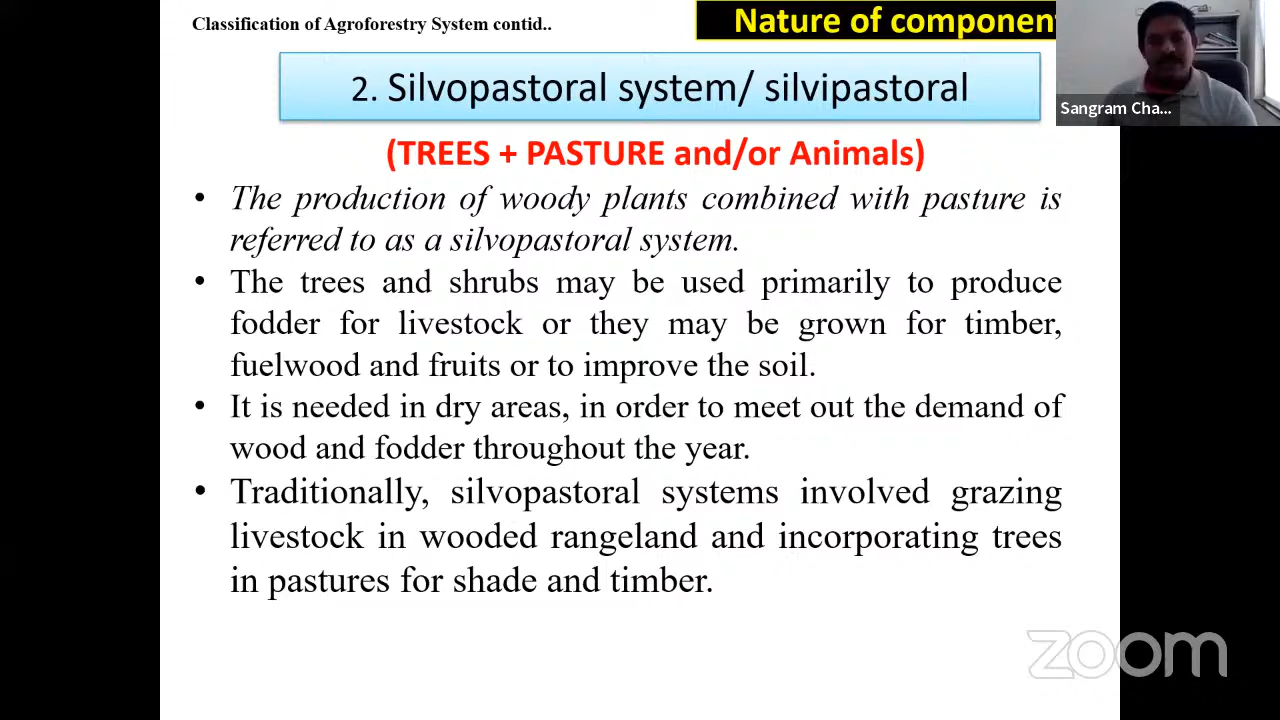 Classification of Agroforestry System contid..
Nature of componen
2. Silvopastoral system/ silvipastoral
Sangram Cha...
(TREES + PASTURE and/or Animals)
• The production of woody plants combined with pasture is
referred to as a silvopastoral system.
• The trees and shrubs may be used primarily to produce
fodder for livestock or they may be grown for timber,
fuelwood and fruits or to improve the soil.
• It is needed in dry areas, in order to meet out the demand of
wood and fodder throughout the year.
• Traditionally, silvopastoral systems involved grazing
livestock in wooded rangeland and incorporating trees
in pastures for shade and timber.
zoom